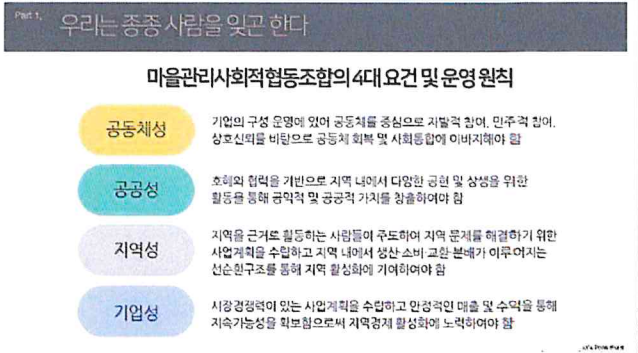 Part 1,
우리는 종종 사람을 잊곤 한다
마을관리사회적협동조합의 4대 요건 및 운영 원칙
공동체성
기업의 구성 운영에 있어 공동체를 중심으로 자발적 참여, 민주적 참여,
상호신뢰를 바탕으로 공동체 회복 및 사회통합에 이바지해야 함
공공성
호혜와 협력을 기반으로 지역 내에서 다양한 공헌 및 상생을 위한
활동을 통해 공익적 및 공공적 가치를 창출하여야 함
지역성
지역을 근거로 활동하는 사람들이 주도하여 지역 문제를 해결하기 위한
사업계획을 수립하고 지역 내에서 생산·소비·교환·분배가 이루어지는
선순환구조를 통해 지역 활성화에 기여하여야 함
기업성
시장경쟁력이 있는 사업계획을 수립하고 안정적인 매출 및 수익을 통해
지속가능성을 확보함으로써 지역경제 활성화에 노력하여야 함